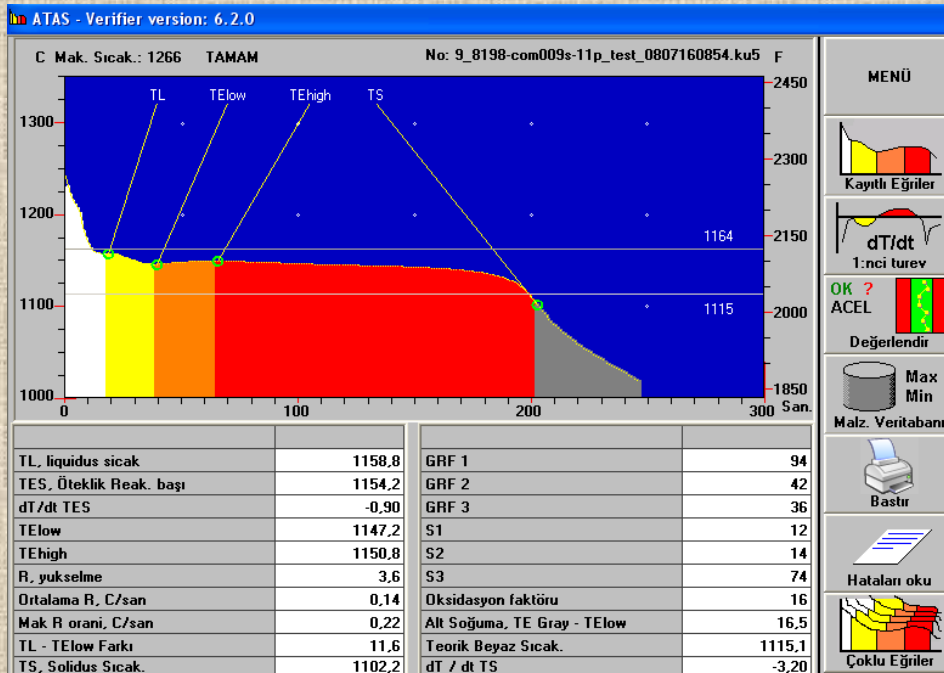 ATAS - Verifier version: 6.2.0
C Mak. Sıcak.: 1266 TAMAM No: 9_8198-com009s-11p_test_0807160854.ku5 F
TL TElow TEhigh TS
1300
1200
1100
1000
2450
2300
2150
2000
1850
1164
1115
0 100 200 300 San.
TL, liquidus sicak 1158,8
TES, Öteklik Reak. başı 1154,2
dT/dt TES -0,90
TElow 1147,2
TEhigh 1150,8
R, yukselme 3,6
Ortalama R, C/san 0,14
Mak R orani, C/san 0,22
TL - TElow Farkı 11,6
TS, Solidus Sıcak. 1102,2
GRF 1 94
GRF 2 42
GRF 3 36
S1 12
S2 14
S3 74
Oksidasyon faktöru 16
Alt Soğuma, TE Gray - TElow 16,5
Teorik Beyaz Sıcak. 1115,1
dT / dt TS -3,20
MENÜ
Kayıtlı Eğriler
dT/dt
1:nci turev
OK ?
ACEL
Değerlendir
Max
Min
Malz. Veritabanı
Bastır
Hataları oku
Çoklu Eğriler